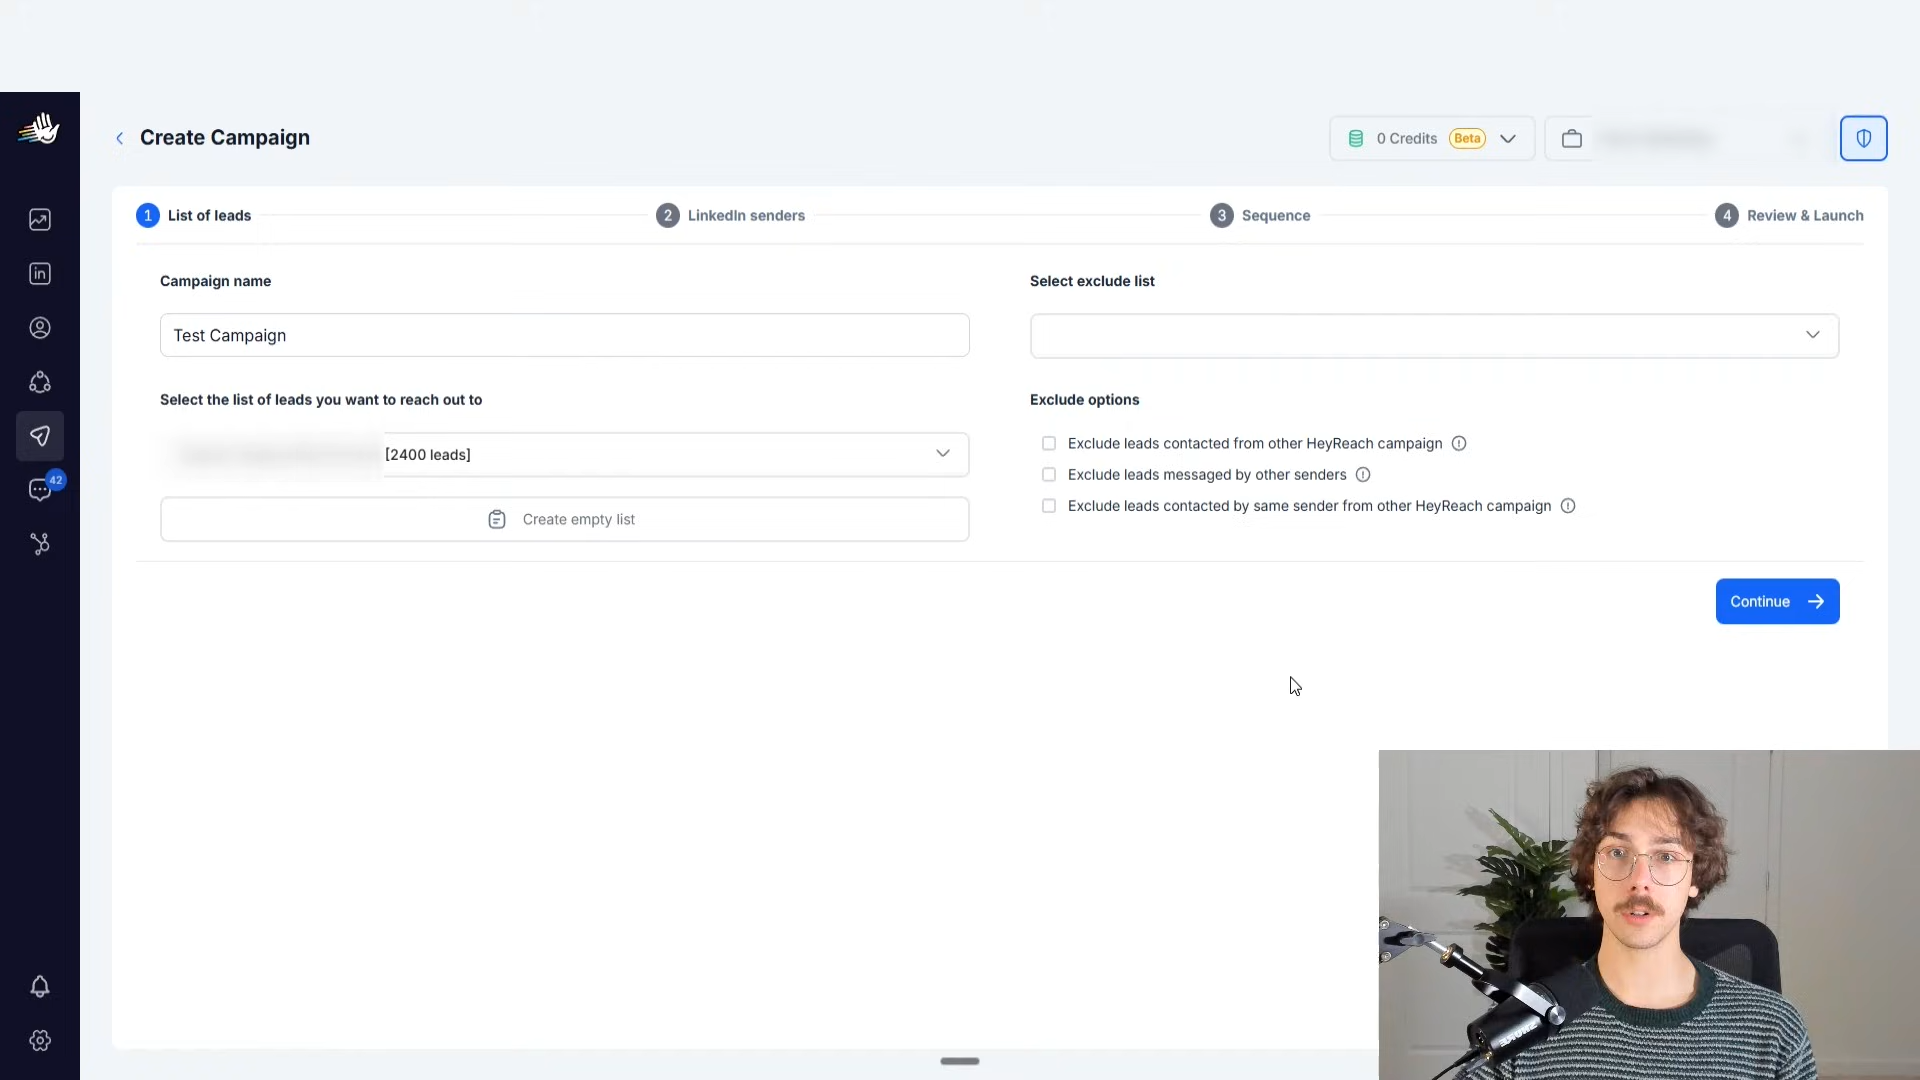 Create Campaign
0 Credits Beta
1 List of leads
2 LinkedIn senders
3 Sequence
4 Review & Launch
Campaign name
Test Campaign
Select the list of leads you want to reach out to
[2400 leads]
Create empty list
Select exclude list
Exclude options
Exclude leads contacted from other HeyReach campaign
Exclude leads messaged by other senders
Exclude leads contacted by same sender from other HeyReach campaign
Continue
in
42